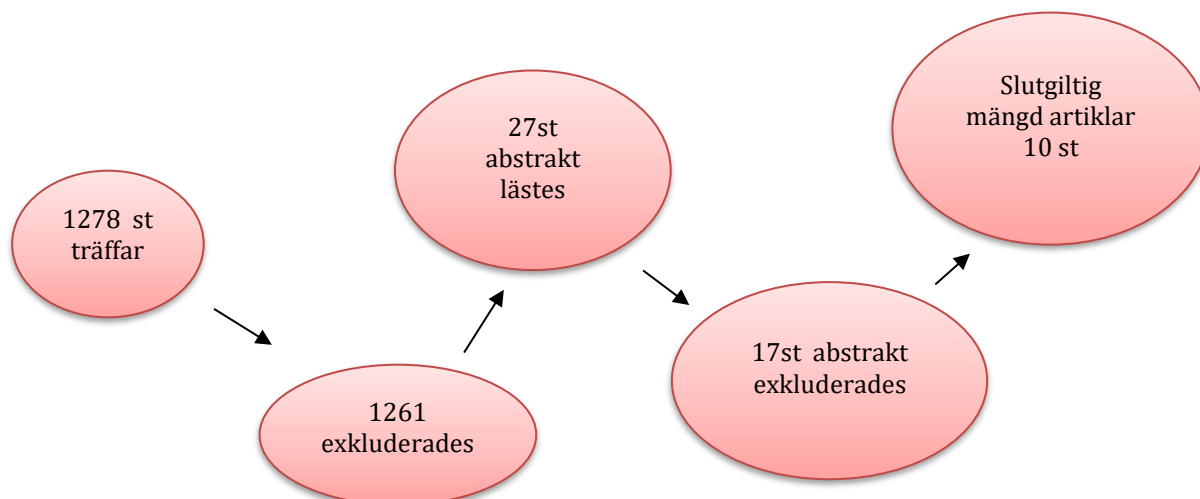 1278 st
träffar
1261
exkluderades
27st
abstrakt
lästes
17st abstrakt
exkluderades
Slutgiltig
mängd artiklar
10 st